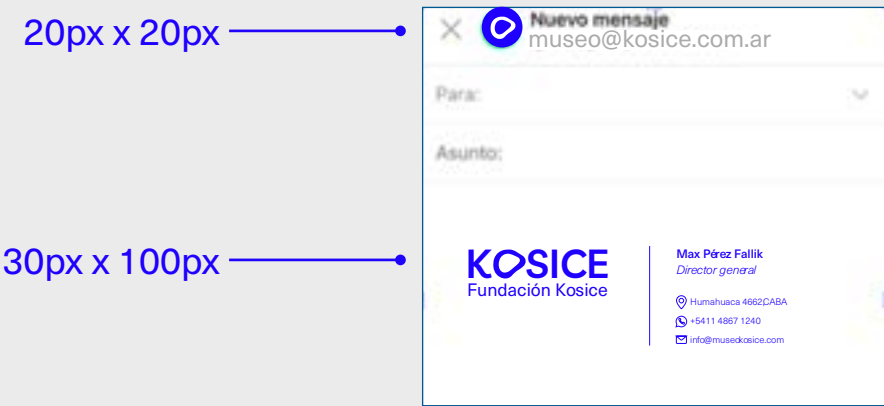 20px x 20px
Nuevo mensaje
museo@kosice.com.ar
Para:
Asunto:
30px x 100px
KOSICE
Fundación Kosice
Max Pérez Fallik
Director general
Humahuaca 4662,CABA
+5411 4867 1240
info@museokosice.com